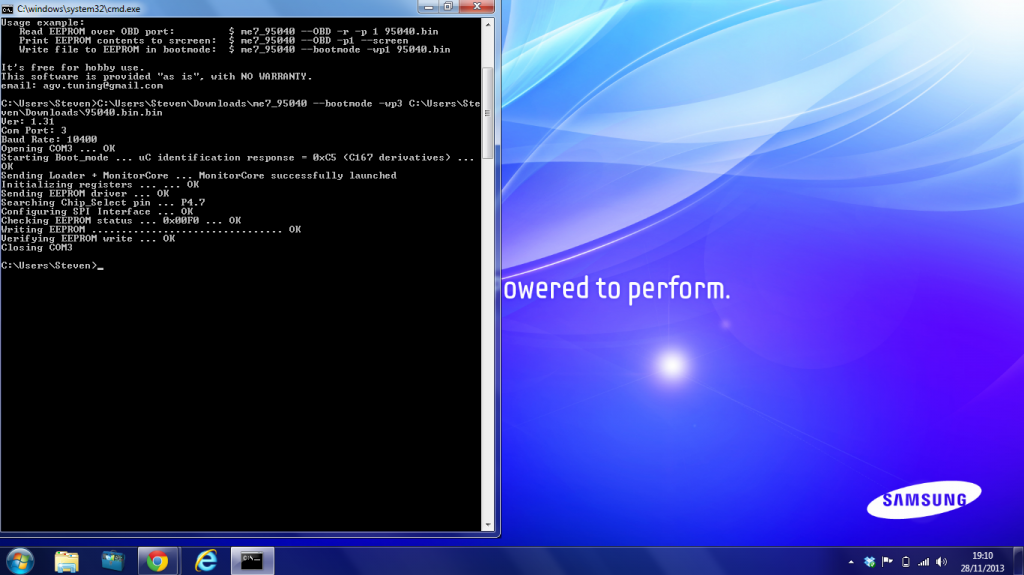 C:\windows\system32\cmd.exe
Usage example:
Read EEPROM over OBD port: $ me7_95040 --OBD -r -p 1 95040.bin
Print EEPROM contents to srcreen: $ me7_95040 --OBD -p1 --screen
Write file to EEPROM in bootmode: $ me7_95040 --bootmode -wp1 95040.bin
It's free for hobby use.
This software is provided "as is", with NO WARRANTY.
email: agv.tuning@gmail.com
C:\Users\Steven>C:\Users\Steven\Downloads\me7_95040 --bootmode -wp3 C:\Users\Ste
ven\Downloads\95040.bin.bin
Ver: 1.31
Com Port: 3
Baud Rate: 10400
Opening COM3 ... OK
Starting Boot_mode ... uC identification response = 0xC5 (C167 derivatives) ...
OK
Sending Loader + MonitorCore ... MonitorCore successfully launched
Initializing registers ... ... OK
Sending EEPROM driver ... OK
Searching Chip_Select pin ... P4.7
Configuring SPI Interface ... OK
Checking EEPROM status ... 0x00F0 ... OK
Writing EEPROM ................................ OK
Verifying EEPROM write ... OK
Closing COM3
C:\Users\Steven>_
owered to perform.
SAMSUNG
19:10
28/11/2013